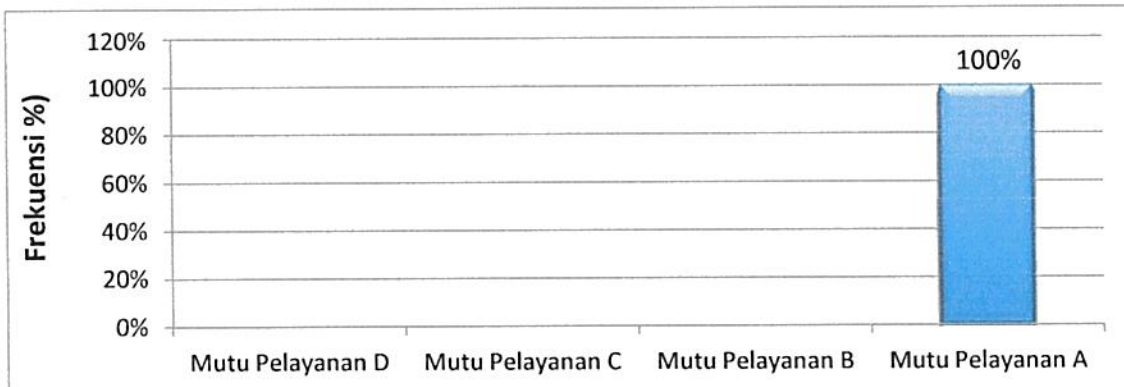 Frekuensi %)
120%
100%
80%
60%
40%
20%
0%
100%
Mutu Pelayanan D
Mutu Pelayanan C
Mutu Pelayanan B
Mutu Pelayanan A